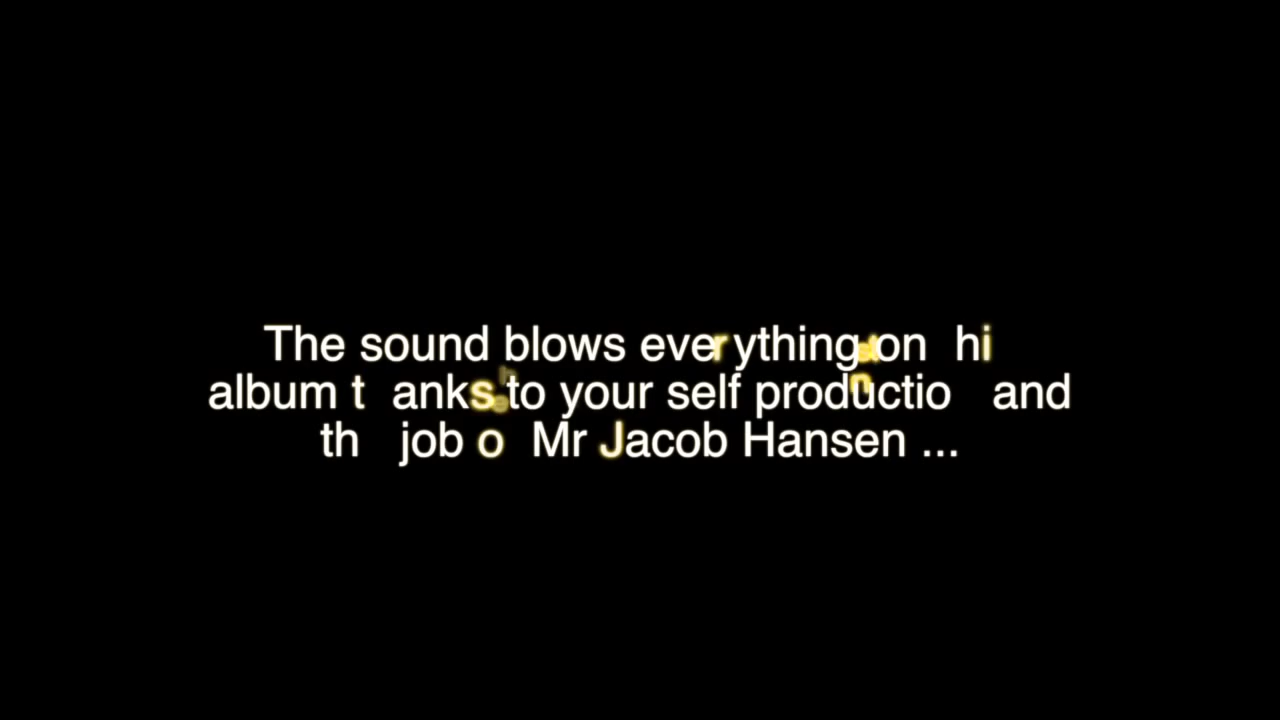 The sound blows everything on hi
album t anks to your self productio and
th job o Mr Jacob Hansen ...